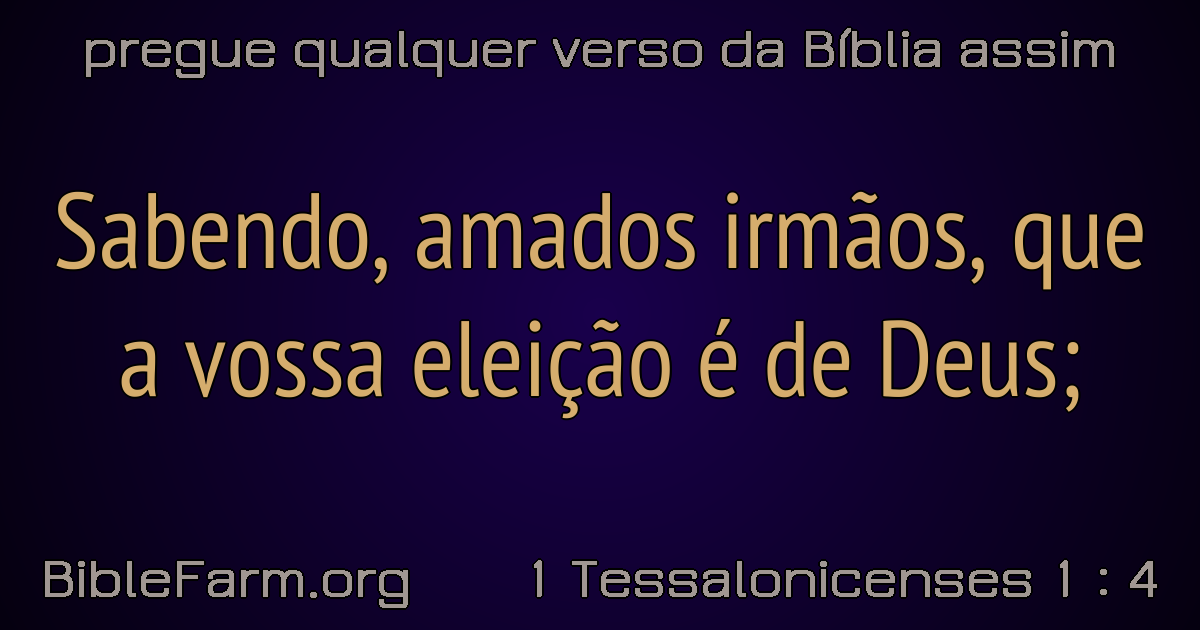 pregue qualquer verso da Bíblia assim
Sabendo, amados irmãos, que
a vossa eleição é de Deus;
BibleFarm.org 1 Tessalonicenses 1 : 4